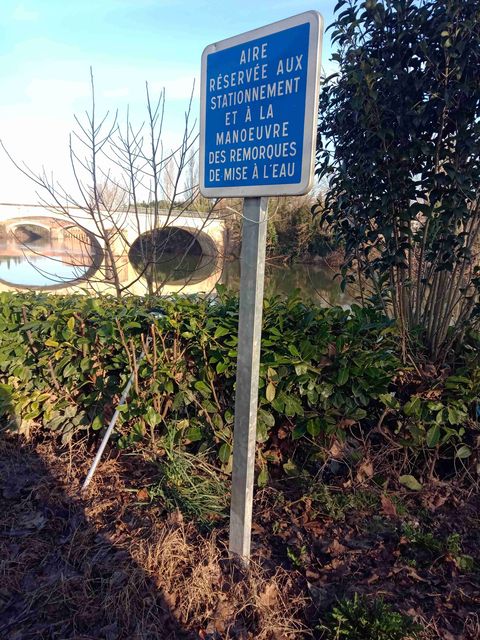 AIRE
RÉSERVÉE AUX
STATIONNEMENT
ET À LA
MANOEUVRE
DES REMORQUES
DE MISE À L'EAU